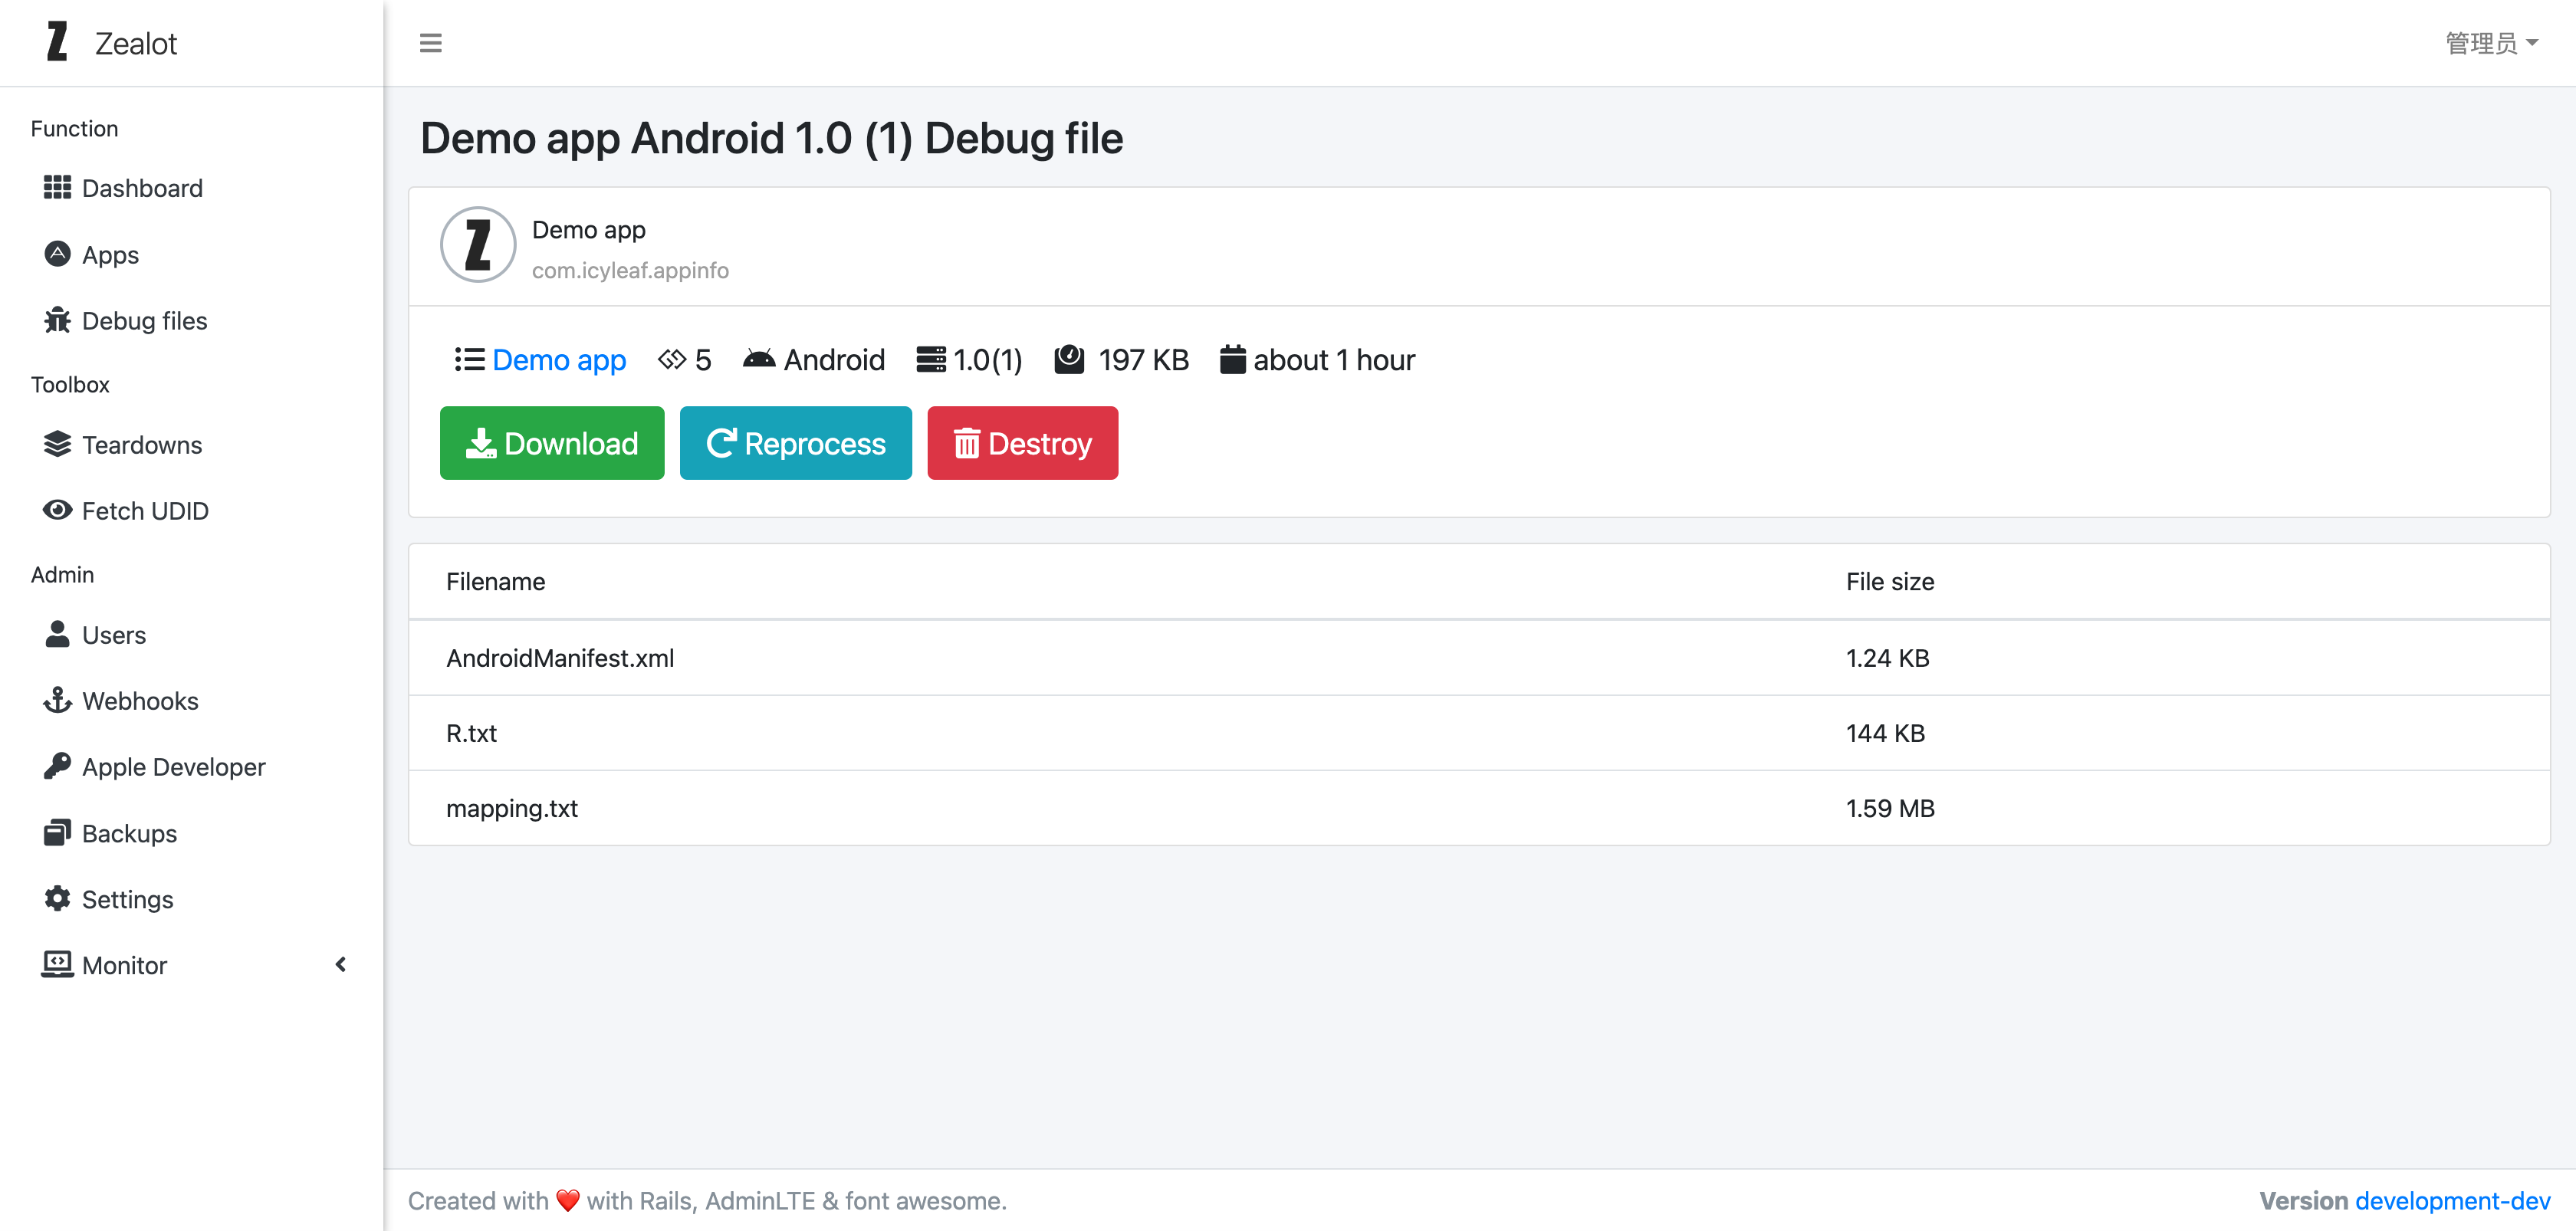 Zealot
管理员
Function
Dashboard
Apps
Debug files
Toolbox
Teardowns
Fetch UDID
Admin
Users
Webhooks
Apple Developer
Backups
Settings
Monitor
Demo app Android 1.0 (1) Debug file
Demo app
com.icyleaf.appinfo
Demo app 5 Android 1.0(1) 197 KB about 1 hour
Download Reprocess Destroy
Filename File size
AndroidManifest.xml 1.24 KB
R.txt 144 KB
mapping.txt 1.59 MB
Created with ❤️ with Rails, AdminLTE & font awesome. Version development-dev